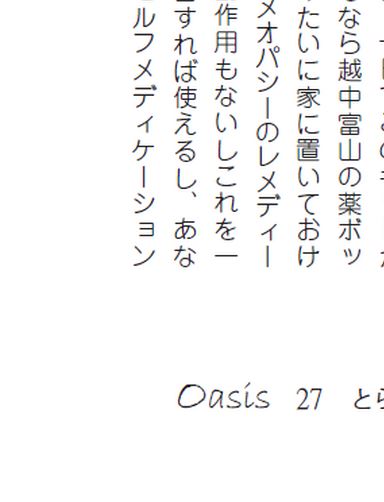 なら越中富山の薬ボッ
たいに家に置いておけ
メオパシーのレメディー
作用もないしこれを一
すれば使えるし、あな
ルフメディケーション
Oasis 27 とら